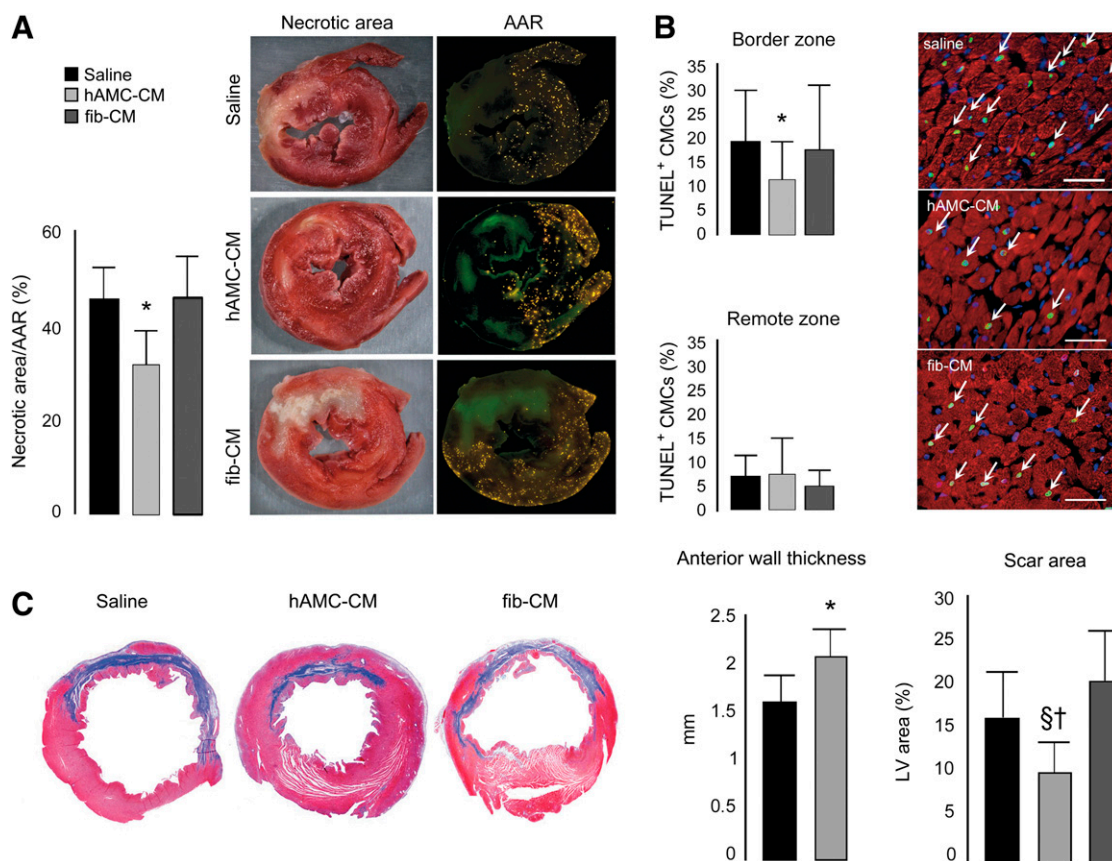 A
Necrotic area
AAR
Saline
hAMC-CM
fib-CM
Saline
hAMC-CM
fib-CM
Necrotic area/AAR (%)
60
40
20
0
*
B
Border zone
TUNEL+ CMCs (%)
35
30
25
20
15
10
5
0
*
Remote zone
TUNEL+ CMCs (%)
35
30
25
20
15
10
5
0
saline
hAMC-CM
fib-CM
C
Saline
hAMC-CM
fib-CM
Anterior wall thickness
mm
2.5
2
1.5
1
0.5
0
*
Scar area
LV area (%)
30
25
20
15
10
5
0
§†